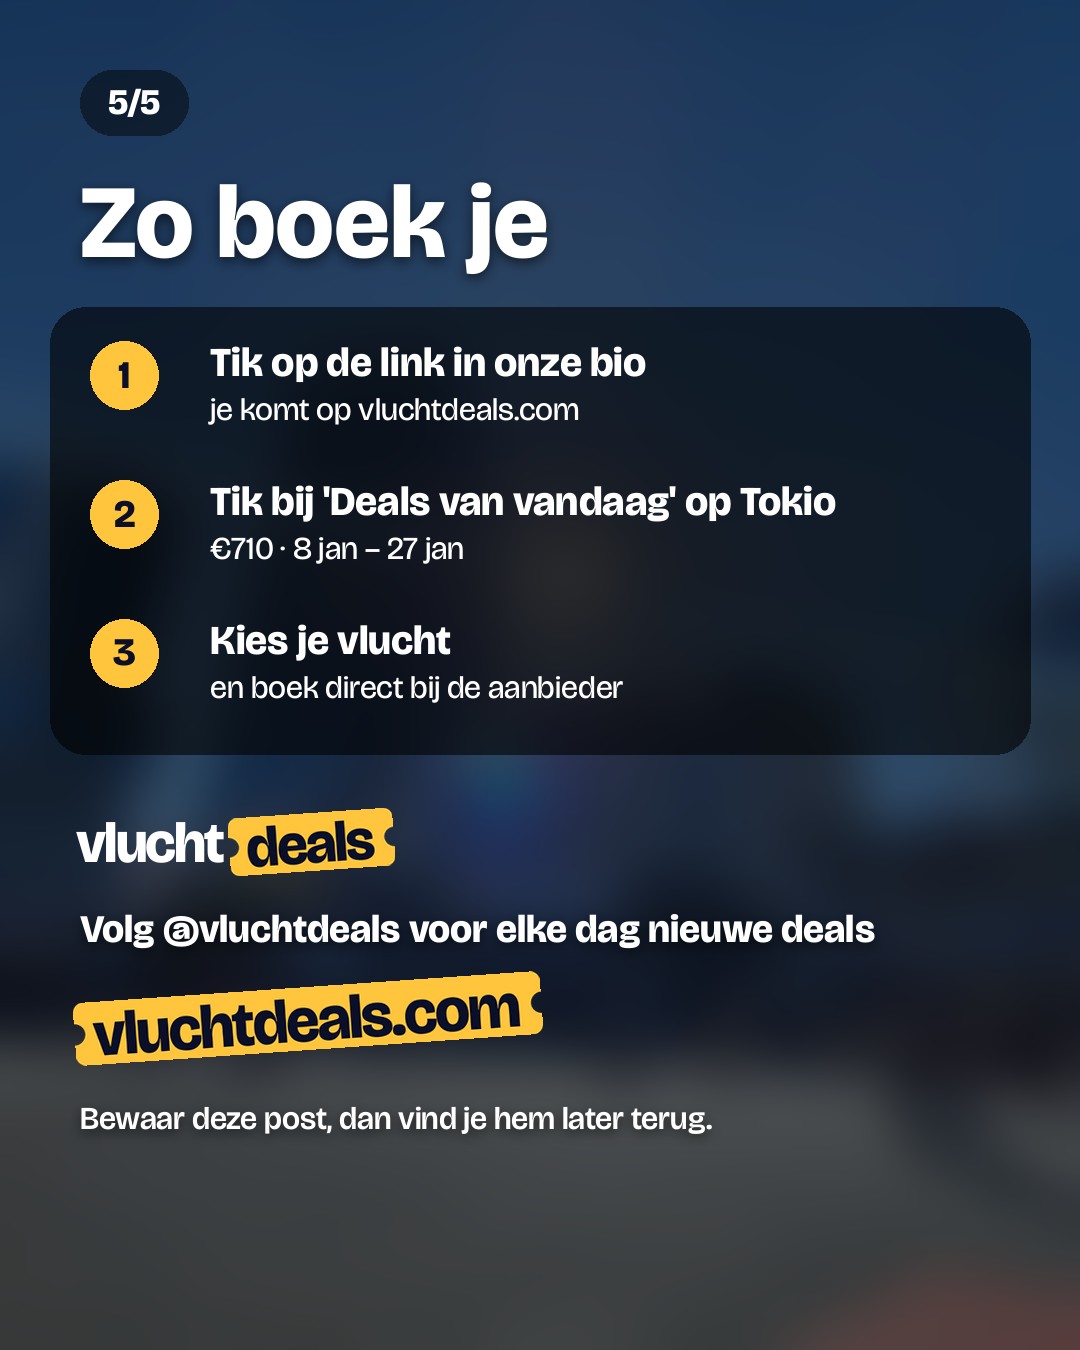 5/5
Zo boek je
1
Tik op de link in onze bio
je komt op vluchtdeals.com
2
Tik bij 'Deals van vandaag' op Tokio
€710 · 8 jan – 27 jan
3
Kies je vlucht
en boek direct bij de aanbieder
vlucht deals
Volg @vluchtdeals voor elke dag nieuwe deals
vluchtdeals.com
Bewaar deze post, dan vind je hem later terug.